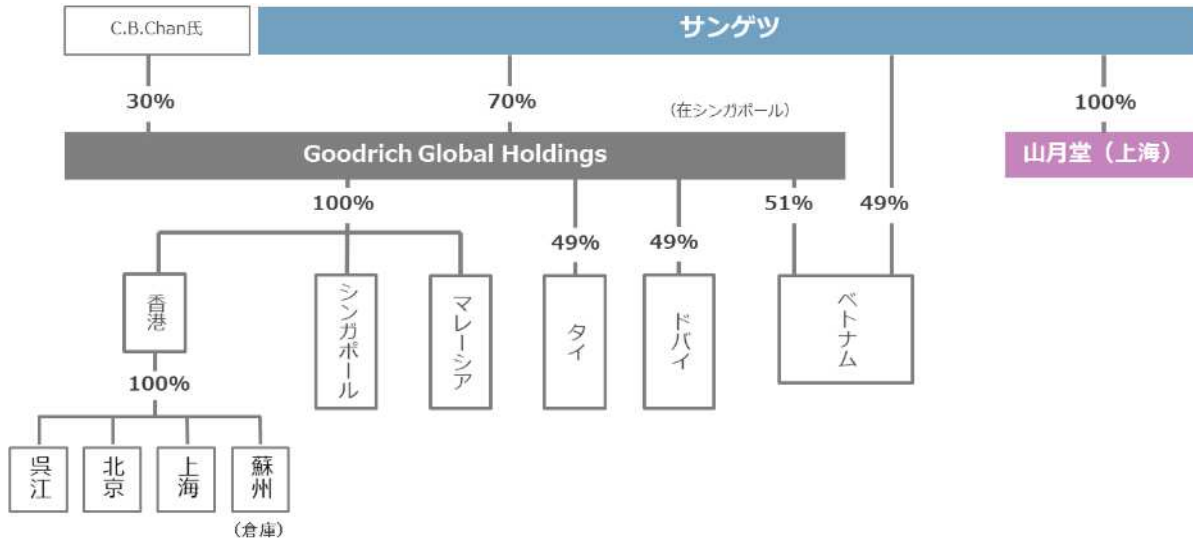 C.B.Chan氏
サンゲツ
30%
70%
(在シンガポール)
100%
Goodrich Global Holdings
山月堂（上海）
100%
51%
49%
49%
49%
香港
シンガポール
マレーシア
タイ
ドバイ
ベトナム
100%
呉江
北京
上海
蘇州
(倉庫)